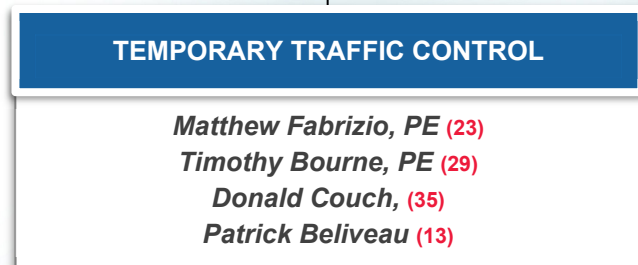 TEMPORARY TRAFFIC CONTROL
Matthew Fabrizio, PE (23)
Timothy Bourne, PE (29)
Donald Couch, (35)
Patrick Beliveau (13)